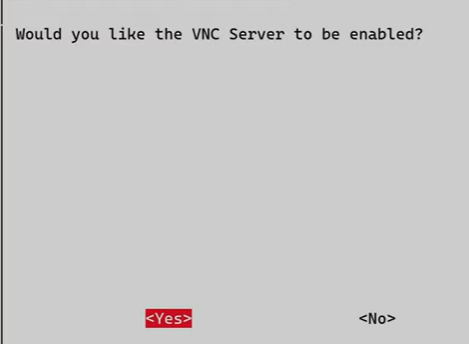 Would you like the VNC Server to be enabled?
<Yes> <No>